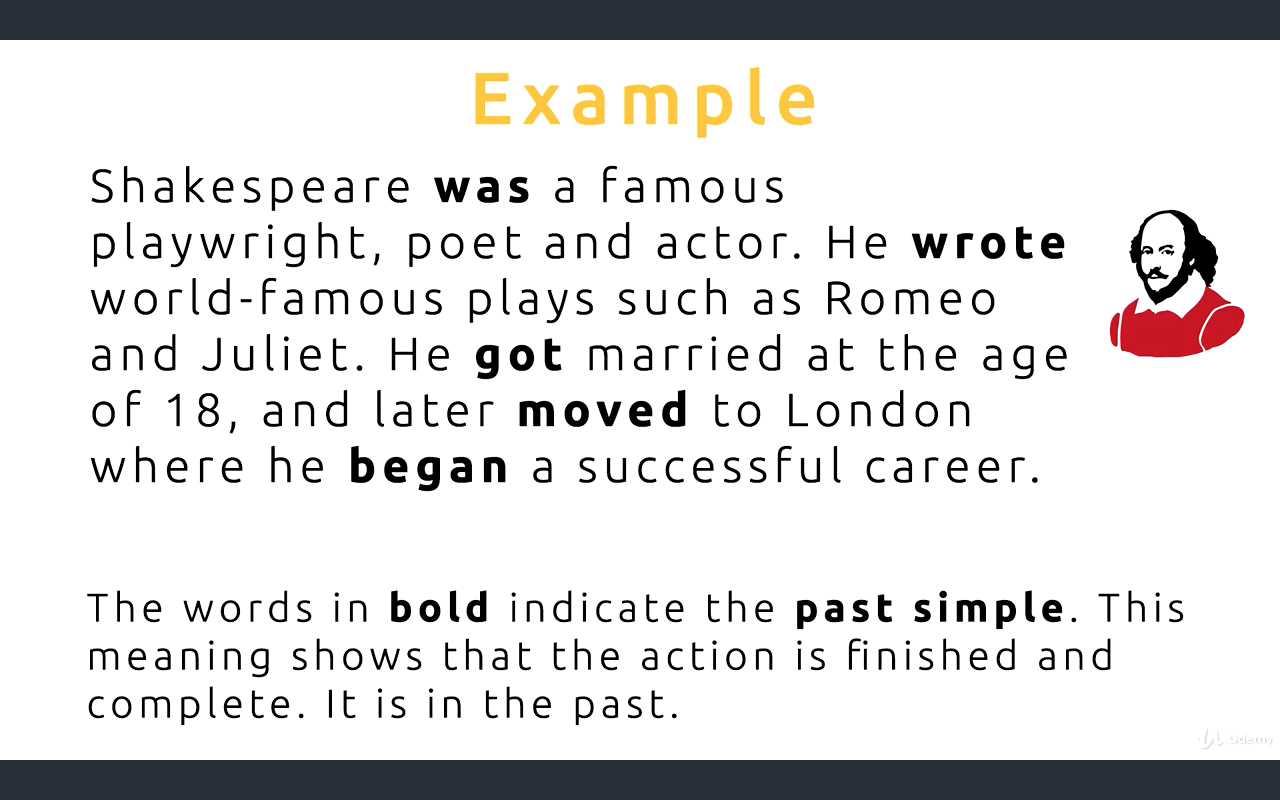 Example
Shakespeare was a famous
playwright, poet and actor. He wrote
world-famous plays such as Romeo
and Juliet. He got married at the age
of 18, and later moved to London
where he began a successful career.
The words in bold indicate the past simple. This
meaning shows that the action is finished and
complete. It is in the past.
Udemy